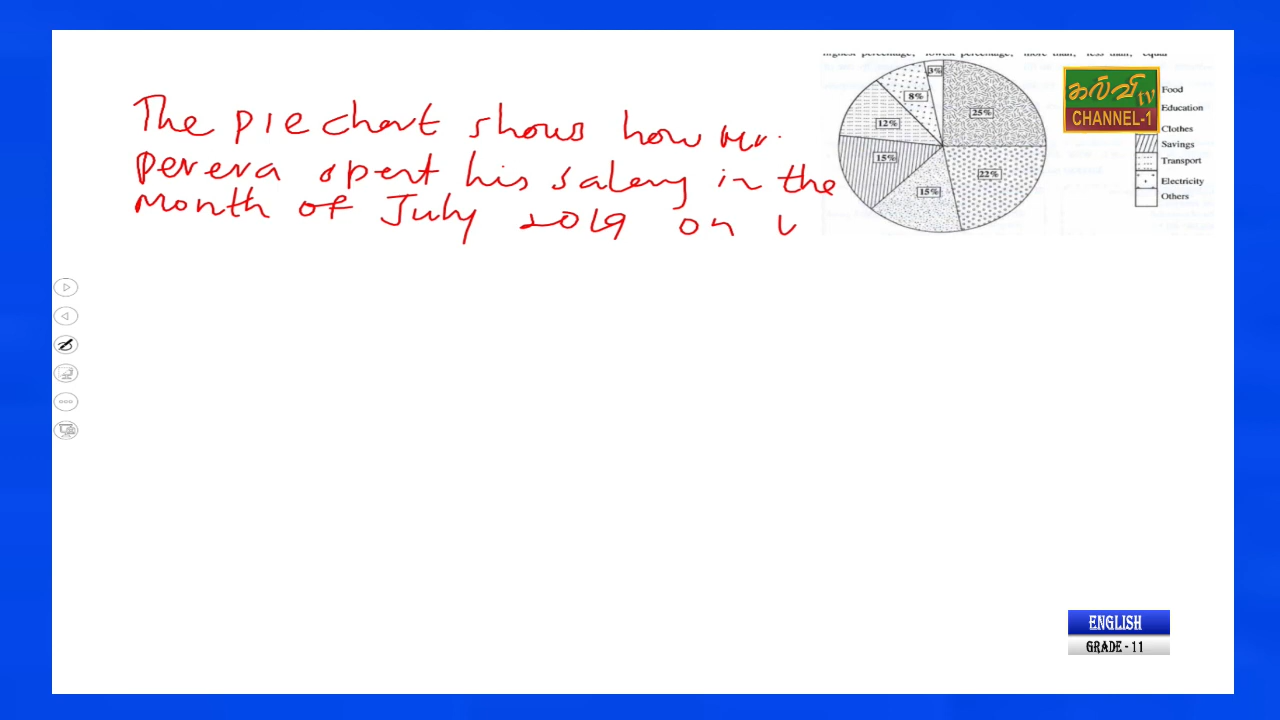 highest percentage, lowest percentage, more than, less than, equal
The pie chart shows how Mr.
Perera spent his salary in the
month of July 2019 on
3%
8%
12%
15%
15%
22%
25%
கல்வி tv
CHANNEL-1
Food
Education
Clothes
Savings
Transport
Electricity
Others
ENGLISH
GRADE - 11